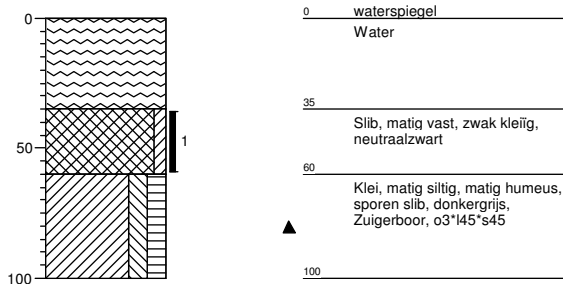 0
50
100
1
0 waterspiegel
Water
35
Slib, matig vast, zwak kleiïg,
neutraalzwart
60
Klei, matig siltig, matig humeus,
sporen slib, donkergrijs,
Zuigerboor, o3*l45*s45
100